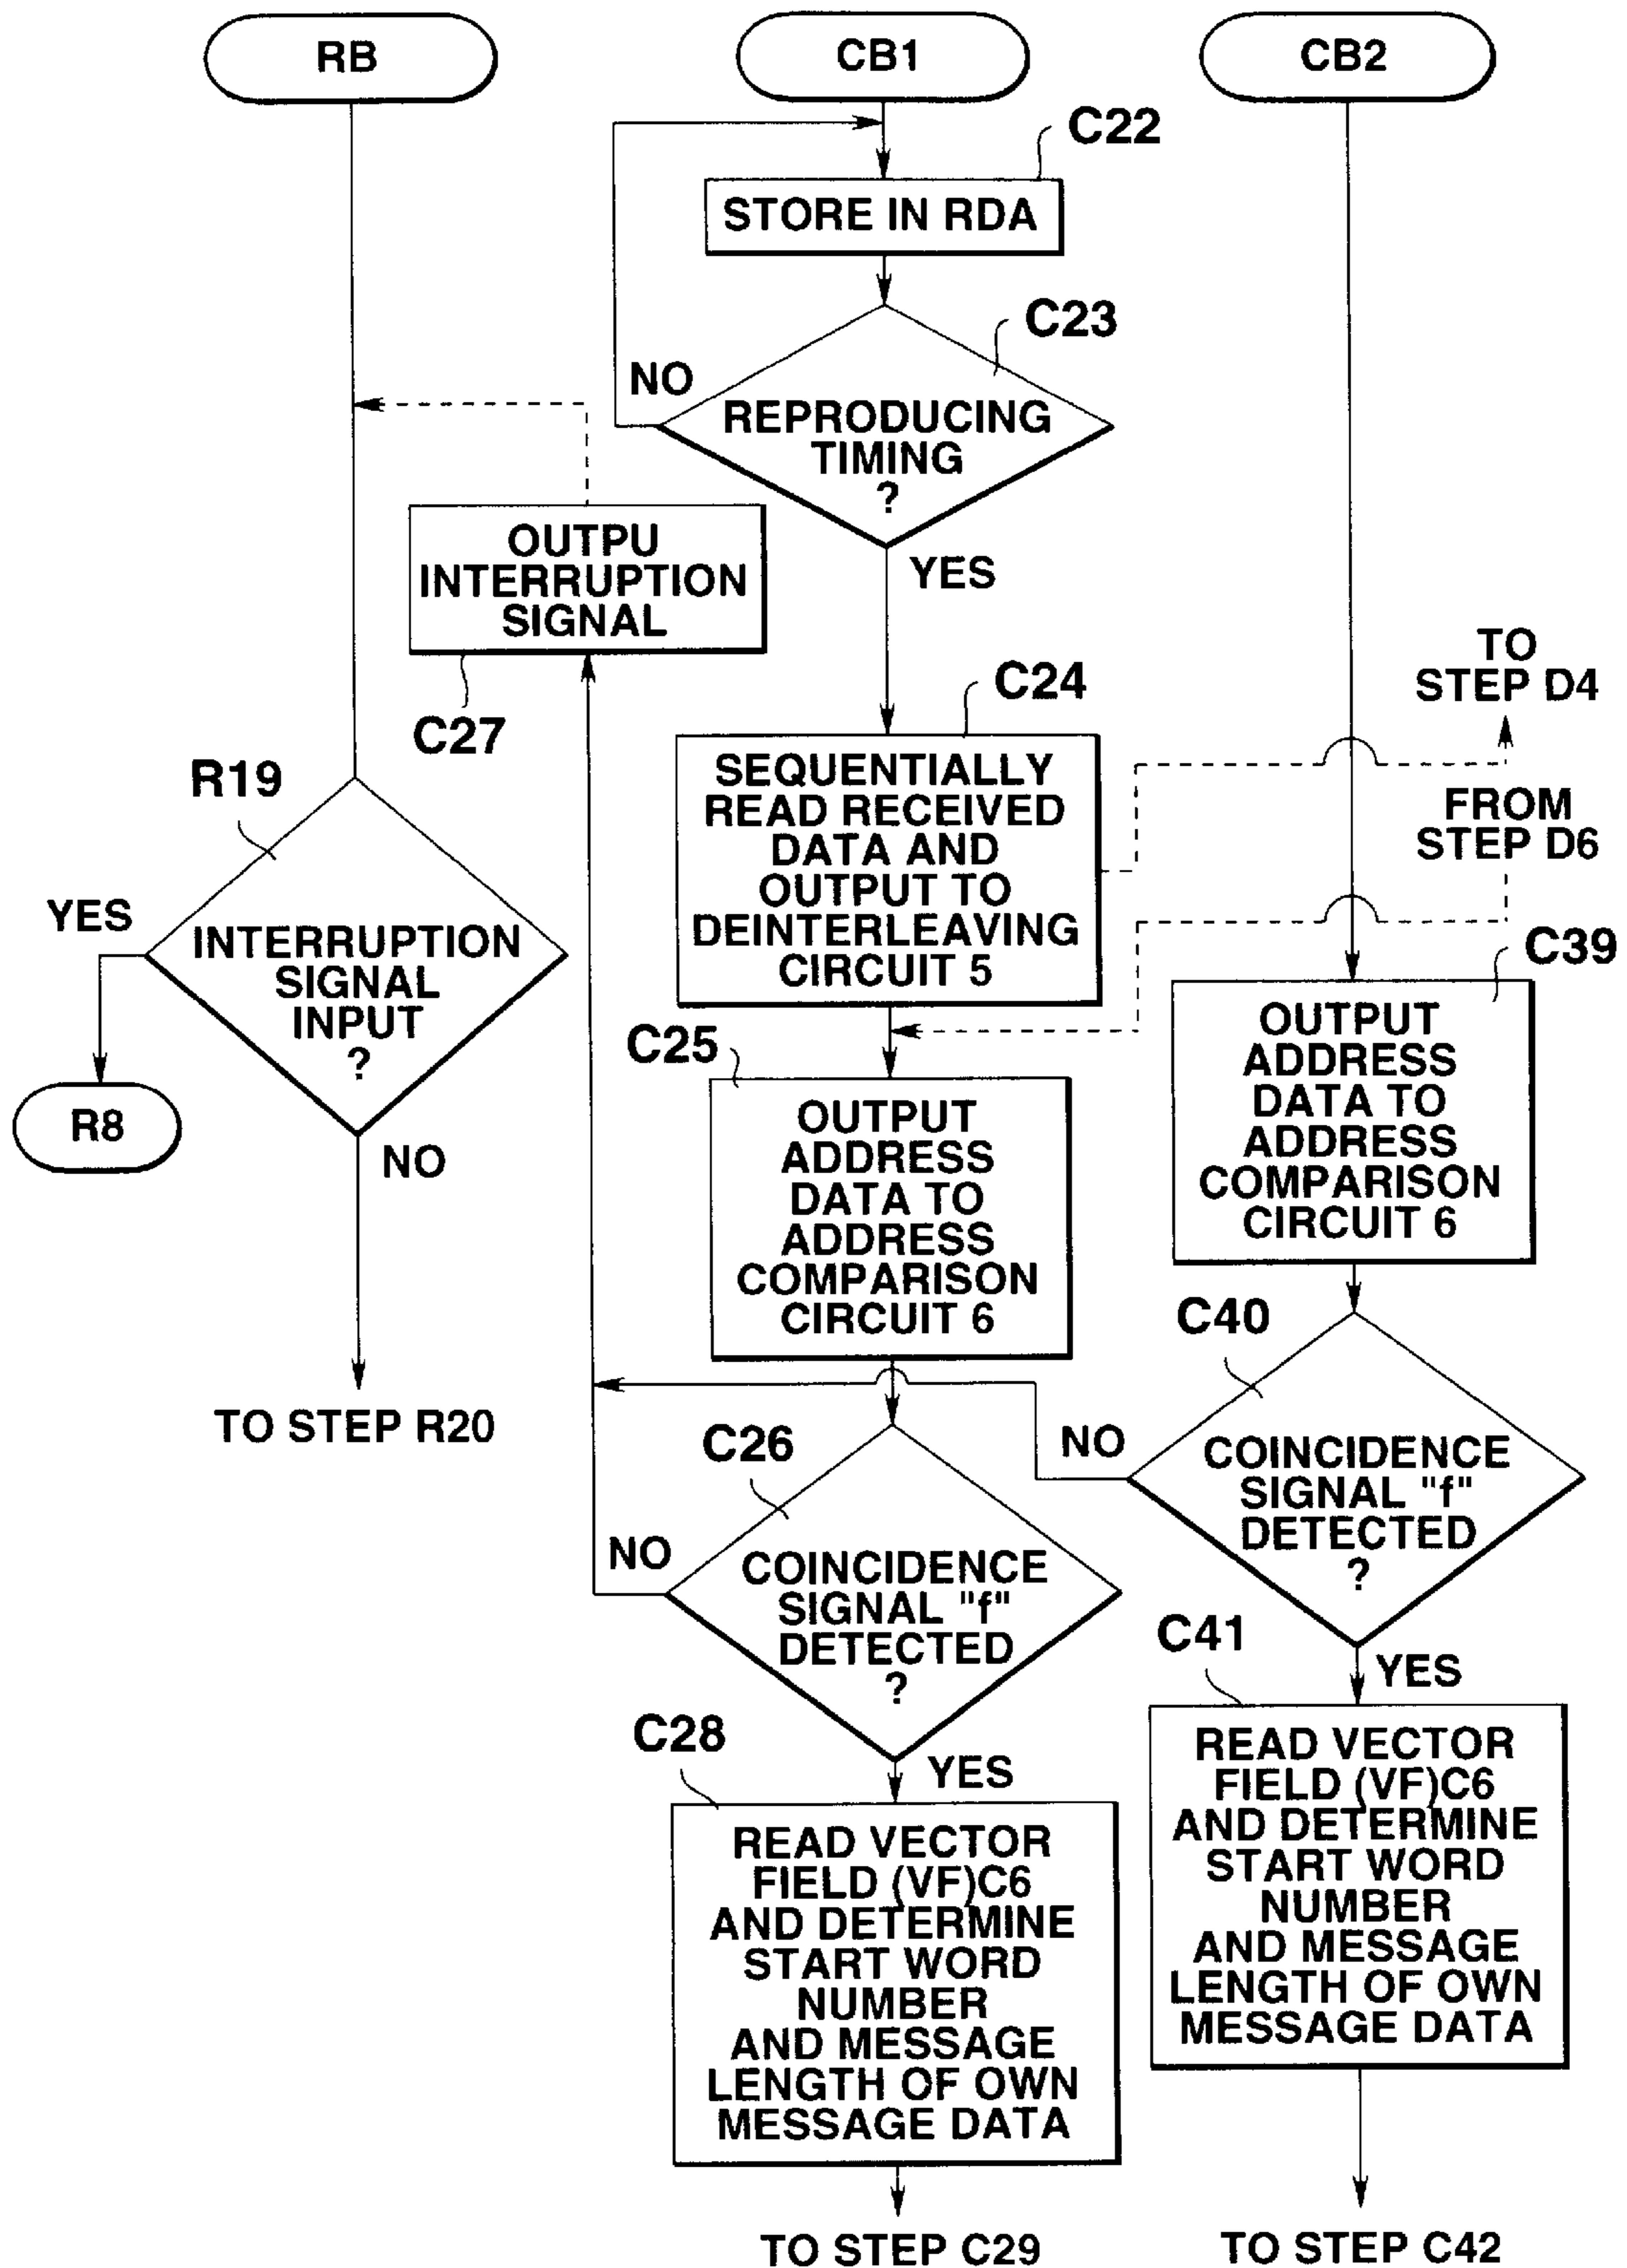 RB
CB1
CB2
C22
STORE IN RDA
C23
NO
REPRODUCING
TIMING
?
YES
OUTPU
INTERRUPTION
SIGNAL
C27
TO
STEP D4
C24
SEQUENTIALLY
READ RECEIVED
DATA AND
OUTPUT TO
DEINTERLEAVING
CIRCUIT 5
FROM
STEP D6
R19
YES
INTERRUPTION
SIGNAL
INPUT
?
R8
NO
TO STEP R20
C25
OUTPUT
ADDRESS
DATA TO
ADDRESS
COMPARISON
CIRCUIT 6
C39
OUTPUT
ADDRESS
DATA TO
ADDRESS
COMPARISON
CIRCUIT 6
C40
NO
COINCIDENCE
SIGNAL "f"
DETECTED
?
YES
C26
NO
COINCIDENCE
SIGNAL "f"
DETECTED
?
YES
C41
READ VECTOR
FIELD (VF)C6
AND DETERMINE
START WORD
NUMBER
AND MESSAGE
LENGTH OF OWN
MESSAGE DATA
C28
READ VECTOR
FIELD (VF)C6
AND DETERMINE
START WORD
NUMBER
AND MESSAGE
LENGTH OF OWN
MESSAGE DATA
TO STEP C29
TO STEP C42